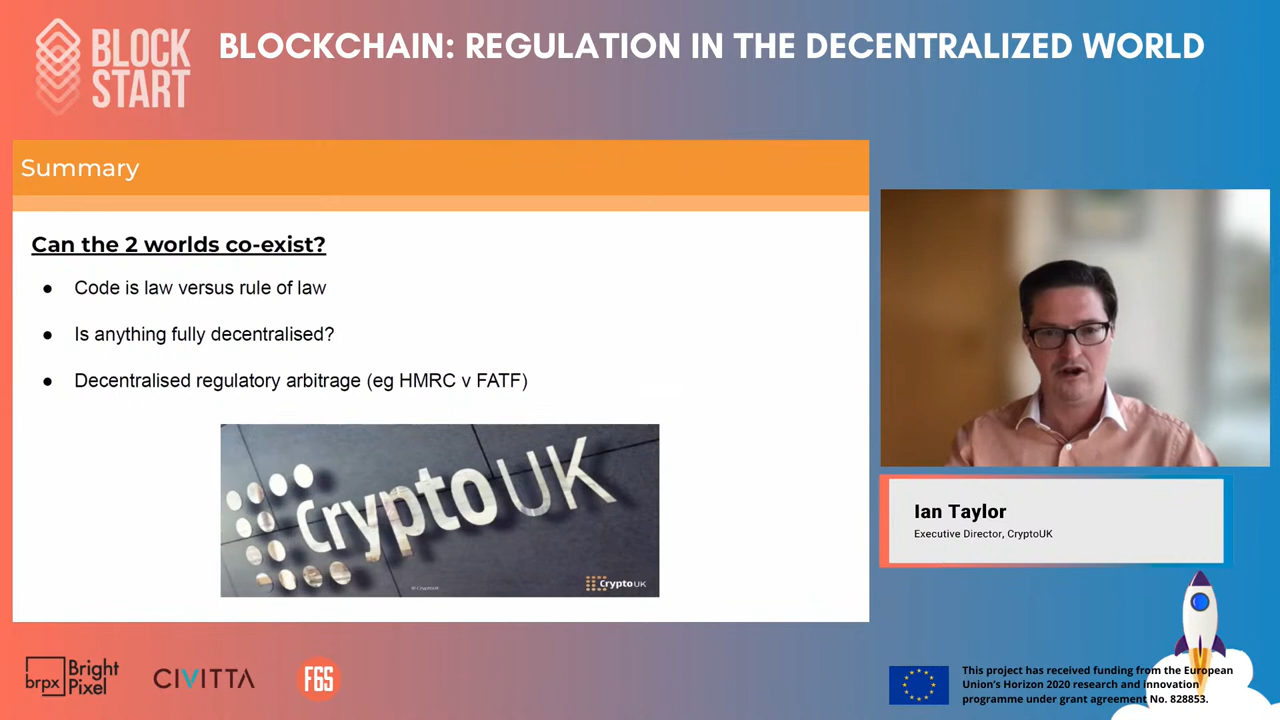 BLOCK
START
BLOCKCHAIN: REGULATION IN THE DECENTRALIZED WORLD
Summary
Can the 2 worlds co-exist?
● Code is law versus rule of law
● Is anything fully decentralised?
● Decentralised regulatory arbitrage (eg HMRC v FATF)
CryptoUK
CryptoUK
Ian Taylor
Executive Director, CryptoUK
brpx
Bright
Pixel
CIVITTA
F6S
This project has received funding from the European
Union's Horizon 2020 research and innovation
programme under grant agreement No. 828853.